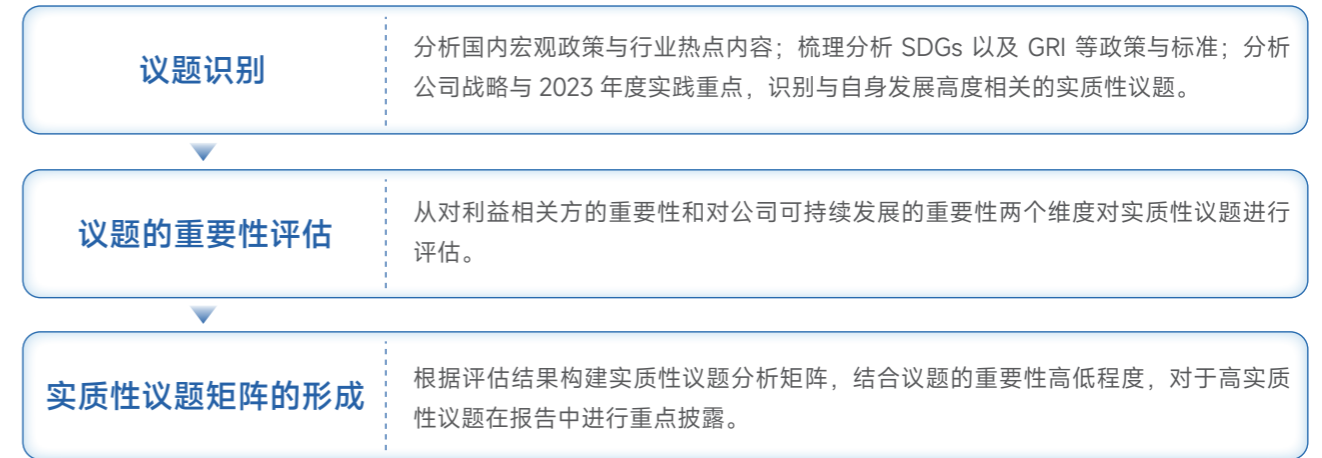 议题识别
分析国内宏观政策与行业热点内容；梳理分析 SDGs 以及 GRI 等政策与标准；分析
公司战略与 2023 年度实践重点，识别与自身发展高度相关的实质性议题。
议题的重要性评估
从对利益相关方的重要性和对公司可持续发展的重要性两个维度对实质性议题进行
评估。
实质性议题矩阵的形成
根据评估结果构建实质性议题分析矩阵，结合议题的重要性高低程度，对于高实质
性议题在报告中进行重点披露。